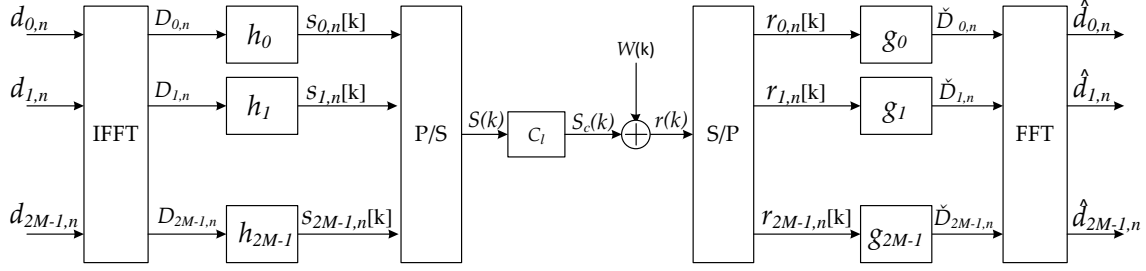 d0,n D0,n h0 s0,n[k] r0,n[k] g0 Ď0,n d̂0,n
W(k)
d1,n D1,n h1 s1,n[k] r1,n[k] g1 Ď1,n d̂1,n
IFFT P/S S(k) Cl Sc(k) r(k) S/P FFT
d2M-1,n D2M-1,n h2M-1 s2M-1,n[k] r2M-1,n[k] g2M-1 Ď2M-1,n d̂2M-1,n